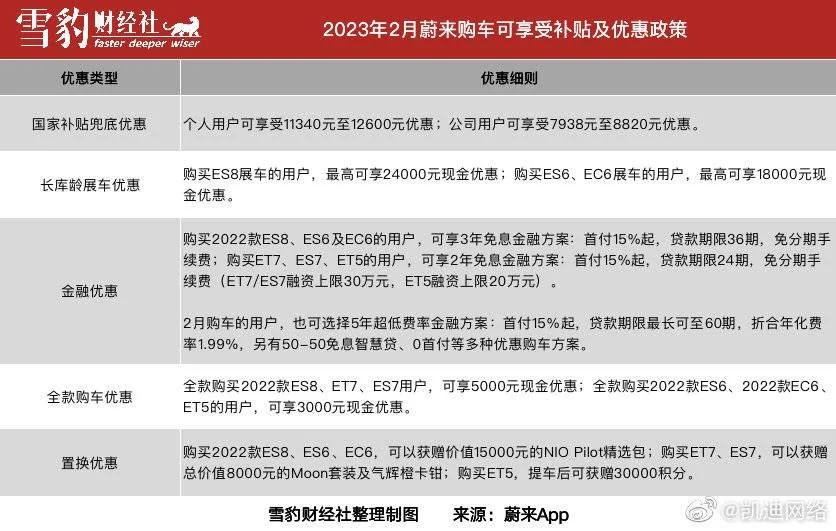 雪豹财经社
faster deeper wiser
2023年2月蔚来购车可享受补贴及优惠政策
优惠类型
优惠细则
国家补贴兜底优惠
个人用户可享受11340元至12600元优惠；公司用户可享受7938元至8820元优惠。
长库龄展车优惠
购买ES8展车的用户，最高可享24000元现金优惠；购买ES6、EC6展车的用户，最高可享18000元现
金优惠。
金融优惠
购买2022款ES8、ES6及EC6的用户，可享3年免息金融方案：首付15%起，贷款期限36期，免分期手
续费；购买ET7、ES7、ET5的用户，可享2年免息金融方案：首付15%起，贷款期限24期，免分期手
续费（ET7/ES7融资上限30万元，ET5融资上限20万元）。
2月购车的用户，也可选择5年超低费率金融方案：首付15%起，贷款期限最长可至60期，折合年化费
率1.99%，另有50-50免息智慧贷、0首付等多种优惠购车方案。
全款购车优惠
全款购买2022款ES8、ET7、ES7用户，可享5000元现金优惠；全款购买2022款ES6、2022款EC6、
ET5的用户，可享3000元现金优惠。
置换优惠
购买2022款ES8、ES6、EC6，可以获赠价值15000元的NIO Pilot精选包；购买ET7、ES7，可以获赠
总价值8000元的Moon套装及气辉橙卡钳；购买ET5，提车后可获赠30000积分。
雪豹财经社整理制图 来源：蔚来App
@凯迪网络